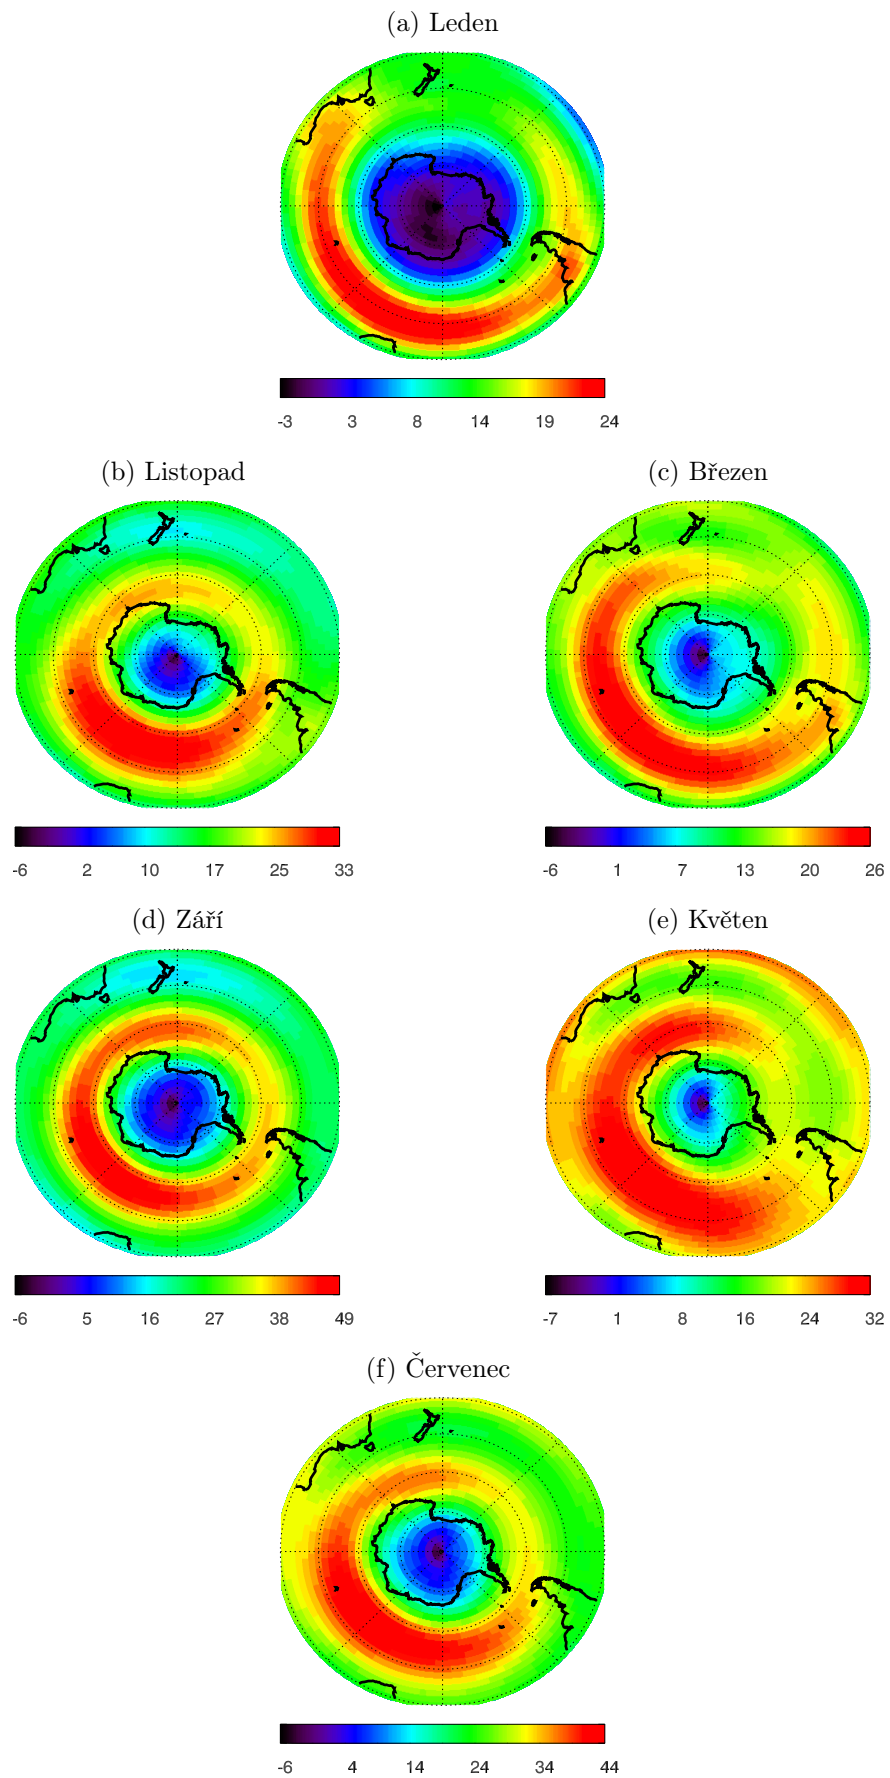 (a) Leden
-3 3 8 14 19 24
(b) Listopad
(c) Březen
-6 2 10 17 25 33
-6 1 7 13 20 26
(d) Září
(e) Květen
-6 5 16 27 38 49
-7 1 8 16 24 32
(f) Červenec
-6 4 14 24 34 44